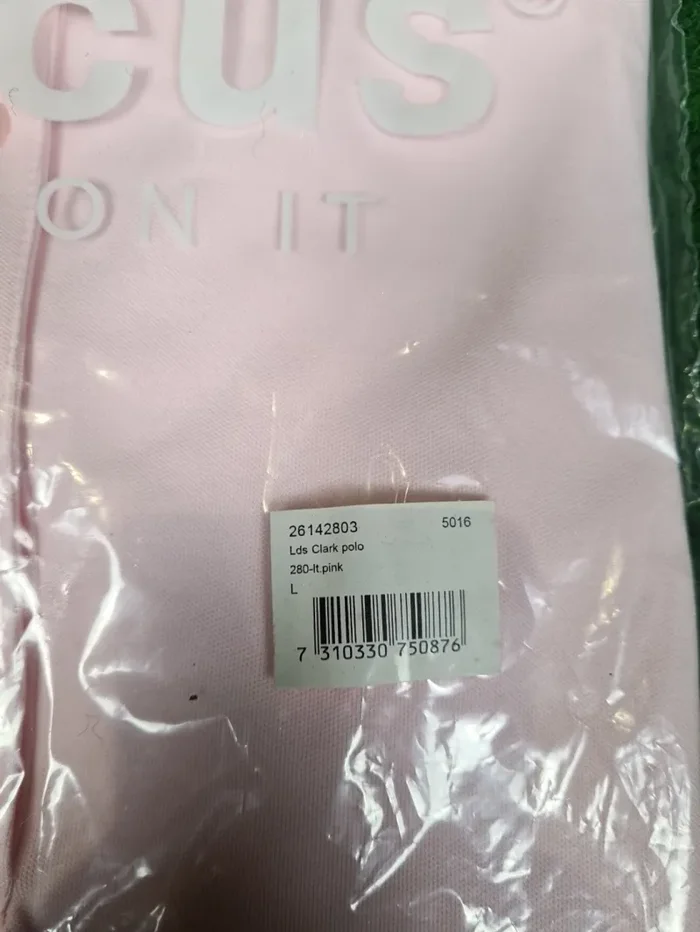 cus®
ON IT
26142803 5016
Lds Clark polo
280-lt.pink
L
7 310330 750876